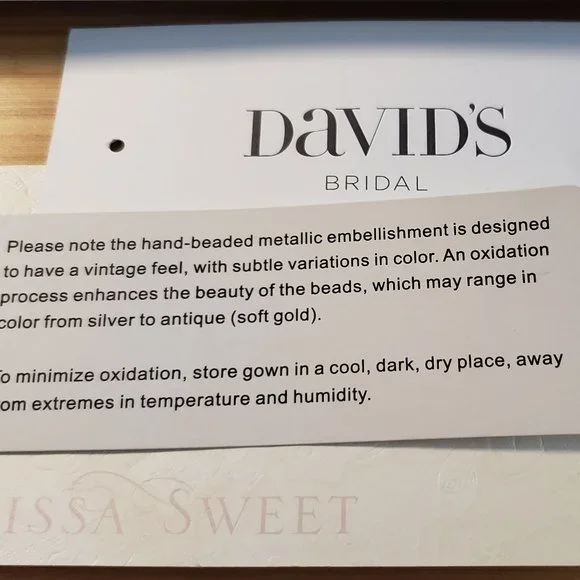 DaVID'S
BRIDAL
Please note the hand-beaded metallic embellishment is designed
to have a vintage feel, with subtle variations in color. An oxidation
process enhances the beauty of the beads, which may range in
color from silver to antique (soft gold).
To minimize oxidation, store gown in a cool, dark, dry place, away
from extremes in temperature and humidity.
ISSA SWEET